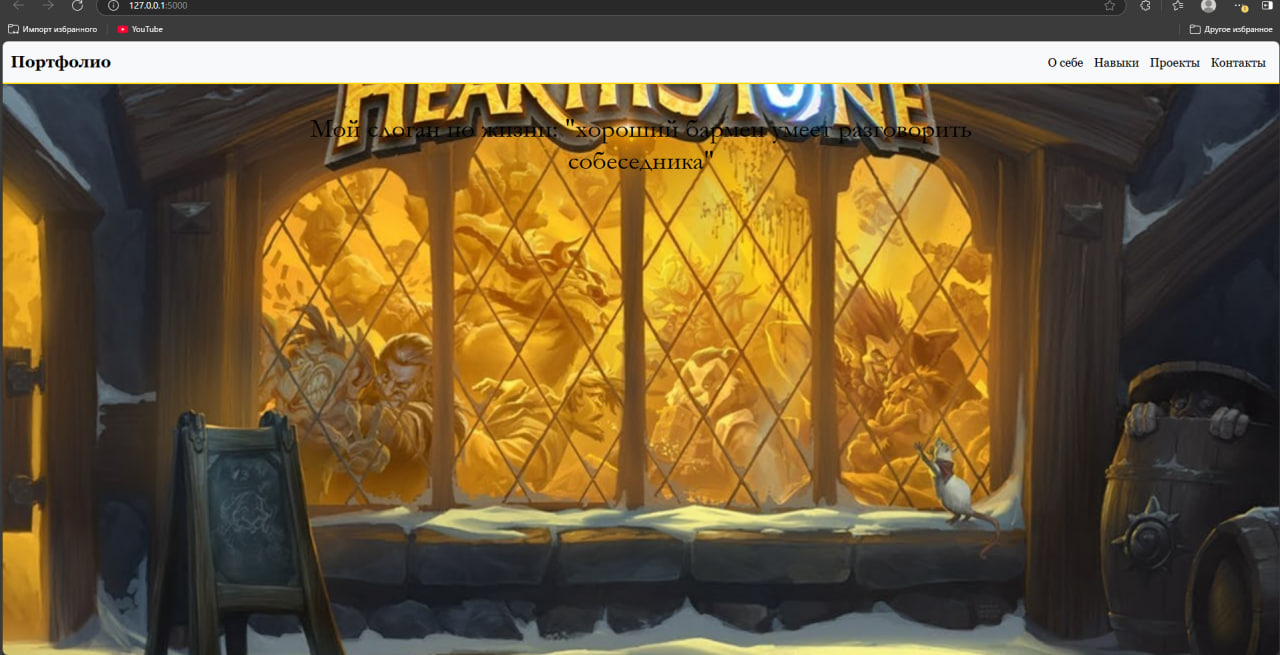 127.0.0.1:5000
Импорт избранного
YouTube
Другое избранное
Портфолио
О себе Навыки Проекты Контакты
HEARTHSTONE
Мой слоган по жизни: "хороший бармен умеет разговорить
собеседника"